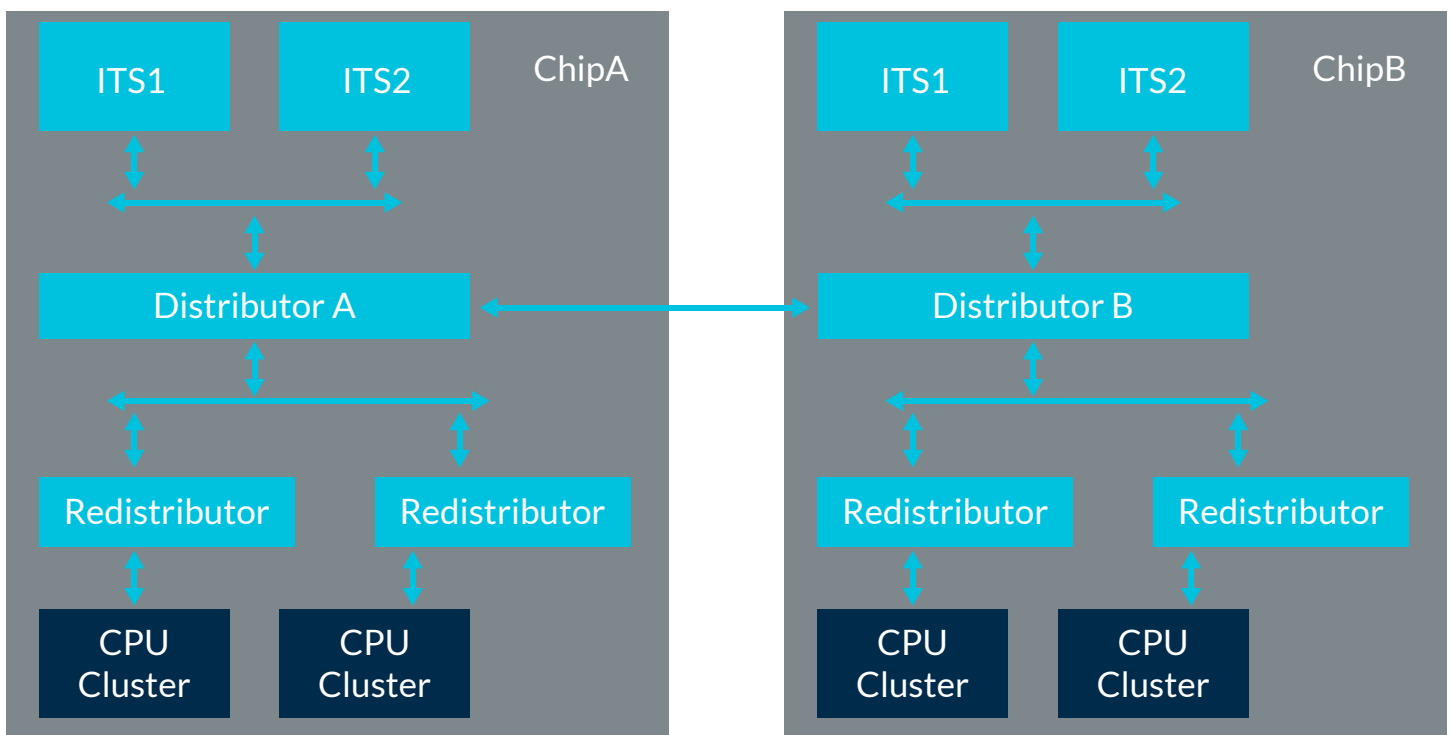 ITS1
ITS2
ChipA
Distributor A
Redistributor
Redistributor
CPU
Cluster
CPU
Cluster
ITS1
ITS2
ChipB
Distributor B
Redistributor
Redistributor
CPU
Cluster
CPU
Cluster